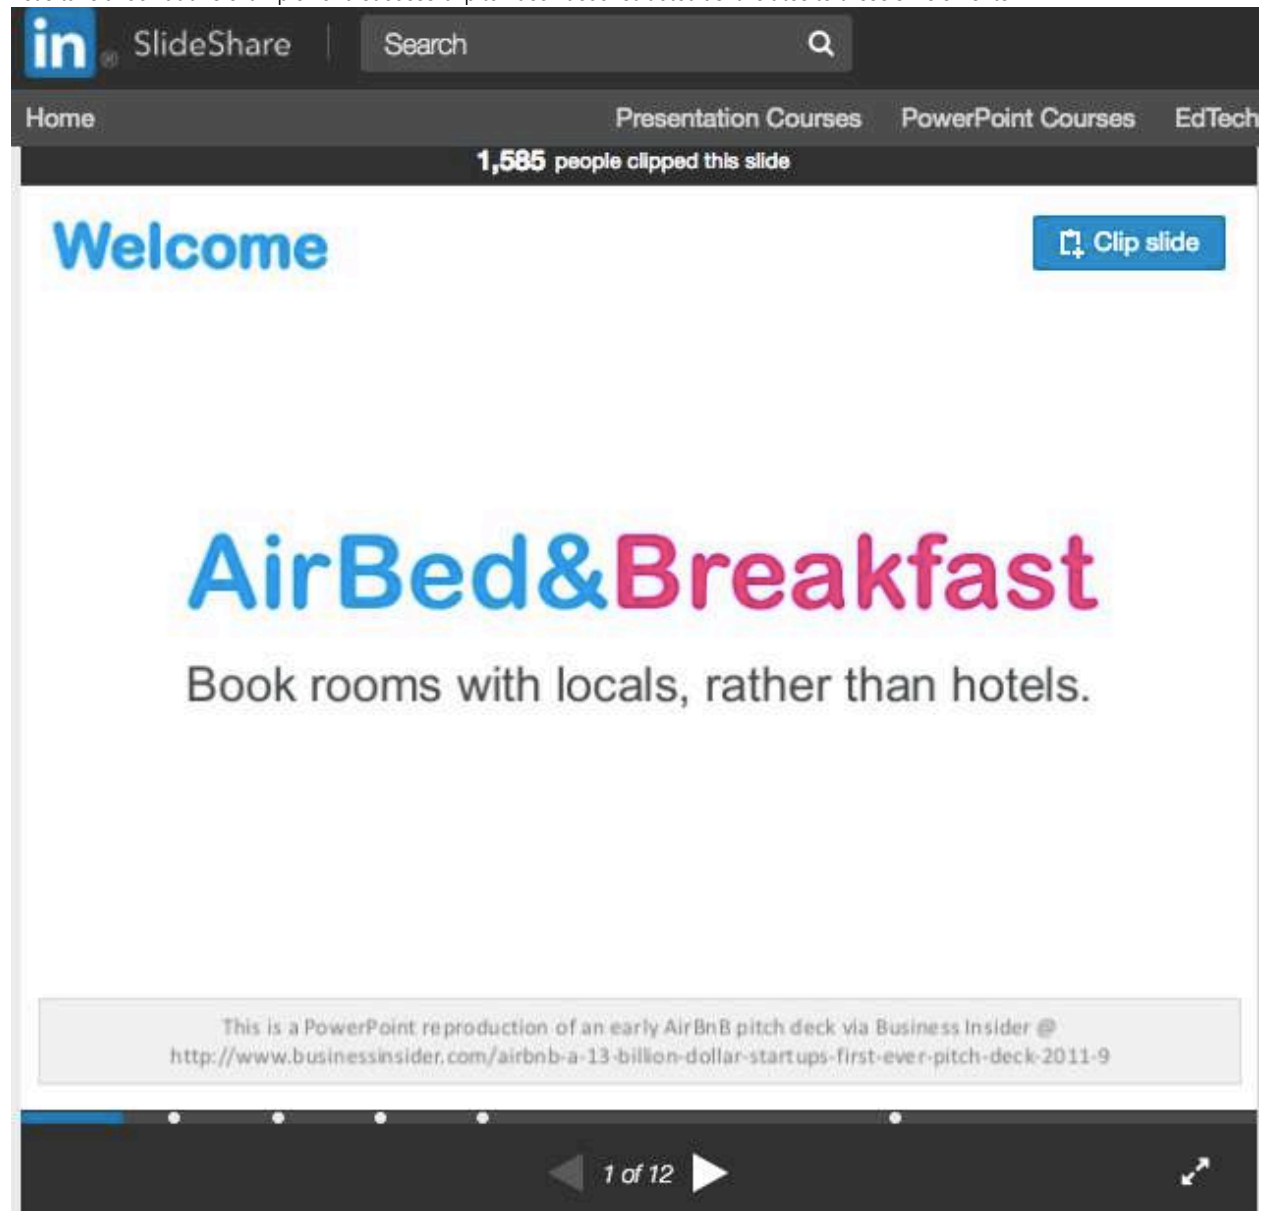 in ® SlideShare
Search
Home
Presentation Courses PowerPoint Courses EdTech
1,585 people clipped this slide
Welcome
Clip slide
AirBed&Breakfast
Book rooms with locals, rather than hotels.
This is a PowerPoint reproduction of an early AirBnB pitch deck via Business Insider @
http://www.businessinsider.com/airbnb-a-13-billion-dollar-startups-first-ever-pitch-deck-2011-9
1 of 12